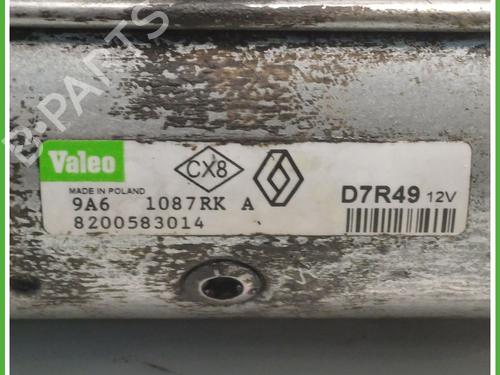 B-PARTS
Valeo
MADE IN POLAND
CX8
9A6 1087RK A
8200583014
D7R49 12V